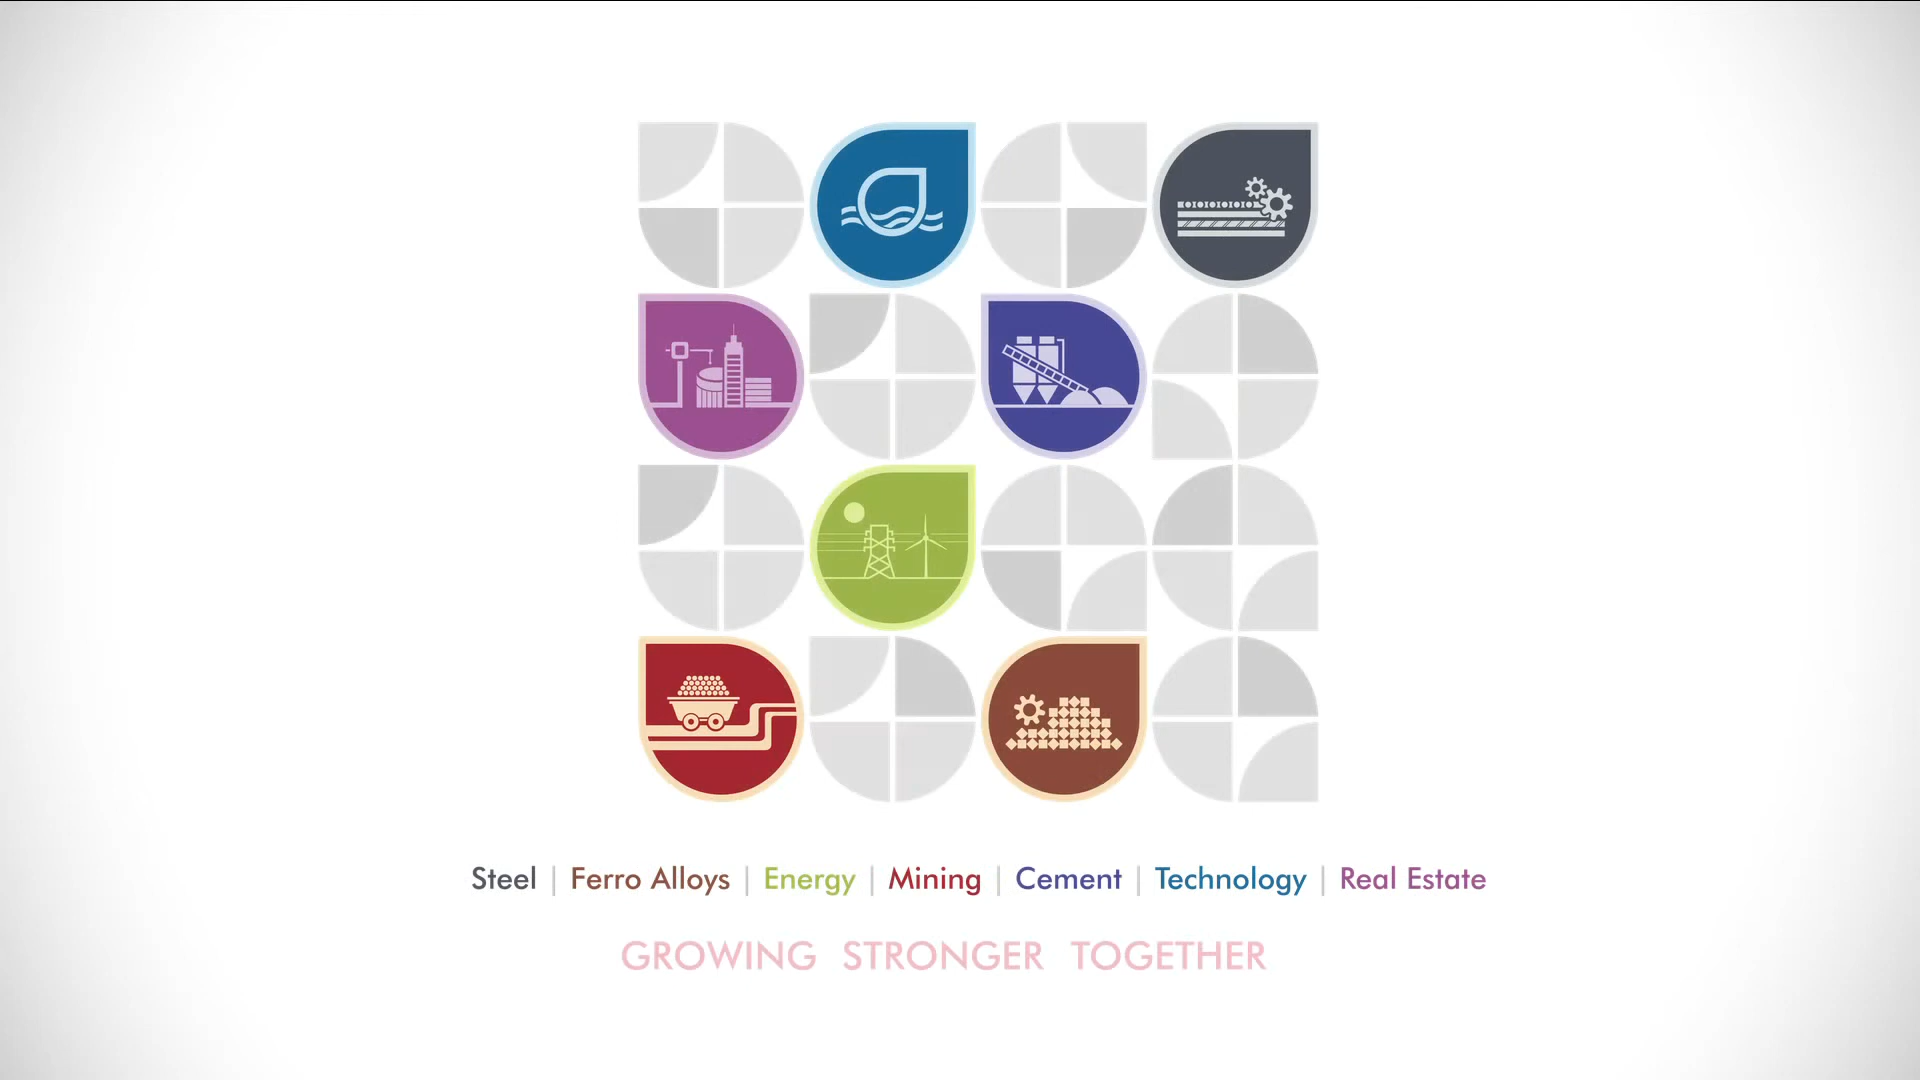 Steel | Ferro Alloys | Energy | Mining | Cement | Technology | Real Estate
GROWING STRONGER TOGETHER